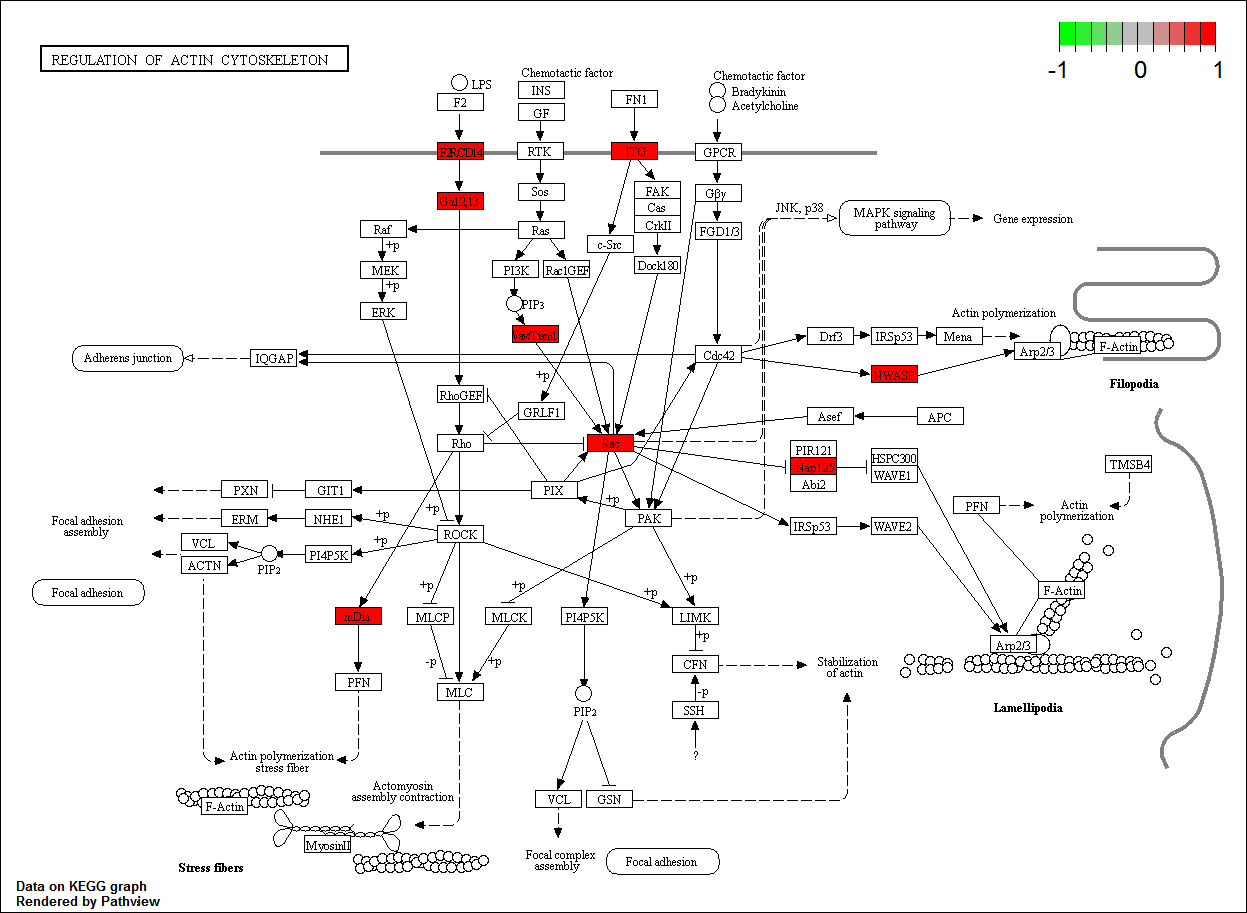 REGULATION OF ACTIN CYTOSKELETON
-1
0
1
LPS
F2
Chemotactic factor
INS
GF
FN1
Chemotactic factor
Bradykinin
Acetylcholine
RTK
ITG
GPCR
Gα12,13
Sos
FAK
Cas
CrkII
Gβγ
JNK, p38
MAPK signaling
pathway
Gene expression
Raf
Ras
c-Src
FGD1/3
+p
MEK
PI3K
Rac1GEF
Dock180
+p
ERK
PIP3
Actin polymerization
Drf3
IRSp53
Mena
Arp2/3
F-Actin
Adherens junction
IQGAP
Cdc42
NWASP
Filopodia
+p
RhoGEF
GRLF1
Asef
APC
Rho
Rac
PIR121
Nap125
Abi2
HSPC300
WAVE1
TMSB4
PXN
GIT1
PIX
PFN
Actin
polymerization
+p
+p
Focal adhesion
assembly
ERM
NHE1
+p
PAK
IRSp53
WAVE2
ROCK
VCL
ACTN
PIP2
PI4P5K
+p
Focal adhesion
+p
+p
+p
+p
F-Actin
mDia
MLCP
MLCK
PI4P5K
LIMK
+p
Arp2/3
-p
+p
CFN
Stabilization
of actin
PFN
MLC
-p
SSH
PIP2
Lamellipodia
?
Actin polymerization
stress fiber
Actomyosin
assembly contraction
F-Actin
VCL
GSN
MyosinII
Stress fibers
Focal complex
assembly
Focal adhesion
Data on KEGG graph
Rendered by Pathview